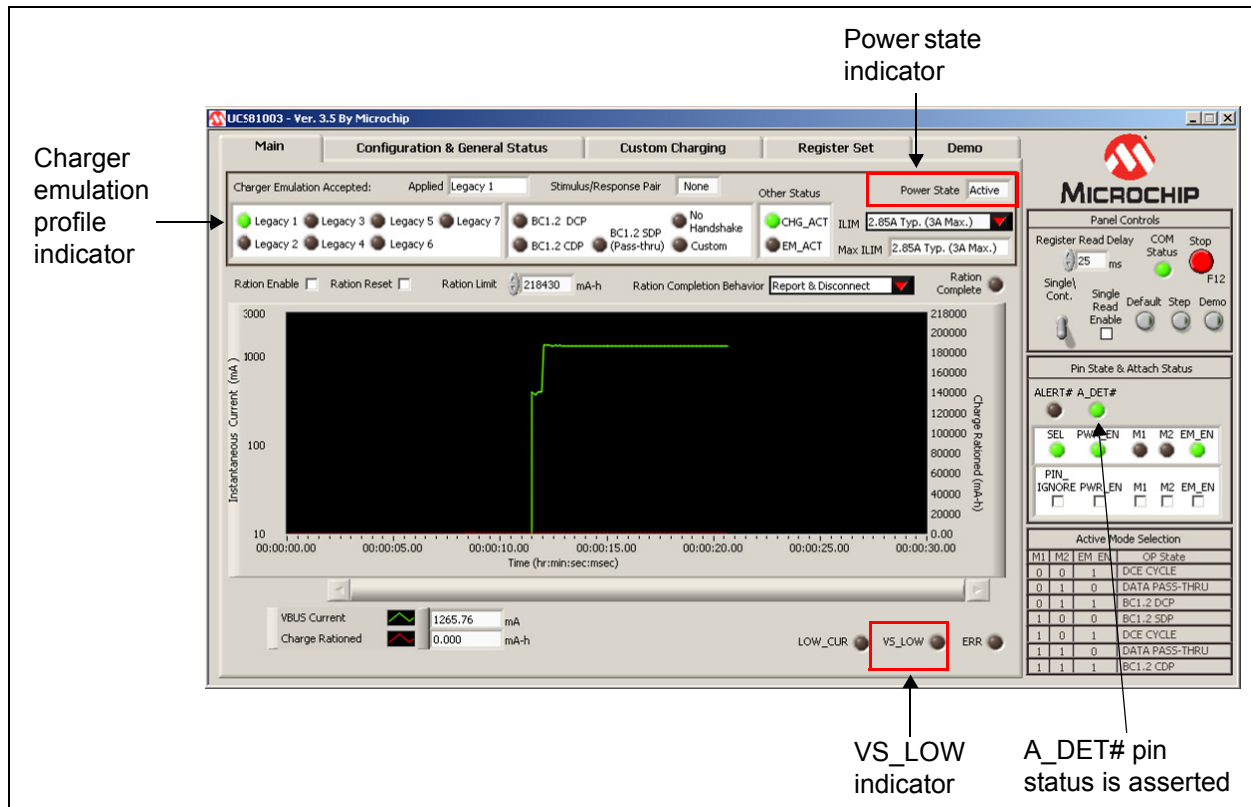 Power state
indicator
Charger
emulation
profile
indicator
UCS81003 - Ver. 3.5 By Microchip
Main
Configuration & General Status
Custom Charging
Register Set
Demo
Charger Emulation Accepted:
Applied Legacy 1
Stimulus/Response Pair None
Other Status
Power State Active
Legacy 1 Legacy 3 Legacy 5 Legacy 7
Legacy 2 Legacy 4 Legacy 6
BC1.2 DCP
BC1.2 CDP
BC1.2 SDP
(Pass-thru)
No
Handshake
Custom
CHG_ACT
EM_ACT
ILIM 2.85A Typ. (3A Max.)
Max ILIM 2.85A Typ. (3A Max.)
Ration Enable
Ration Reset
Ration Limit 218430 mA-h
Ration Completion Behavior Report & Disconnect
Ration
Complete
Instantaneous Current (mA)
3000
1000
100
10
218000
200000
180000
160000
140000
120000
100000
80000
60000
40000
20000
0.00
Charge Rationed (mA-h)
00:00:00.00 00:00:05.00 00:00:10.00 00:00:15.00 00:00:20.00 00:00:25.00 00:00:30.00
Time (hr:min:sec:msec)
VBUS Current 1265.76 mA
Charge Rationed 0.000 mA-h
LOW_CUR VS_LOW ERR
MICROCHIP
Panel Controls
Register Read Delay
25 ms
COM
Status
Stop
F12
Single\
Cont.
Single
Read
Enable
Default Step Demo
Pin State & Attach Status
ALERT# A_DET#
SEL PWR_EN M1 M2 EM_EN
PIN_
IGNORE PWR_EN M1 M2 EM_EN
Active Mode Selection
M1 M2 EM_EN OP State
0 0 1 DCE CYCLE
0 1 0 DATA PASS-THRU
0 1 1 BC1.2 DCP
1 0 0 BC1.2 SDP
1 0 1 DCE CYCLE
1 1 0 DATA PASS-THRU
1 1 1 BC1.2 CDP
VS_LOW
indicator
A_DET# pin
status is asserted